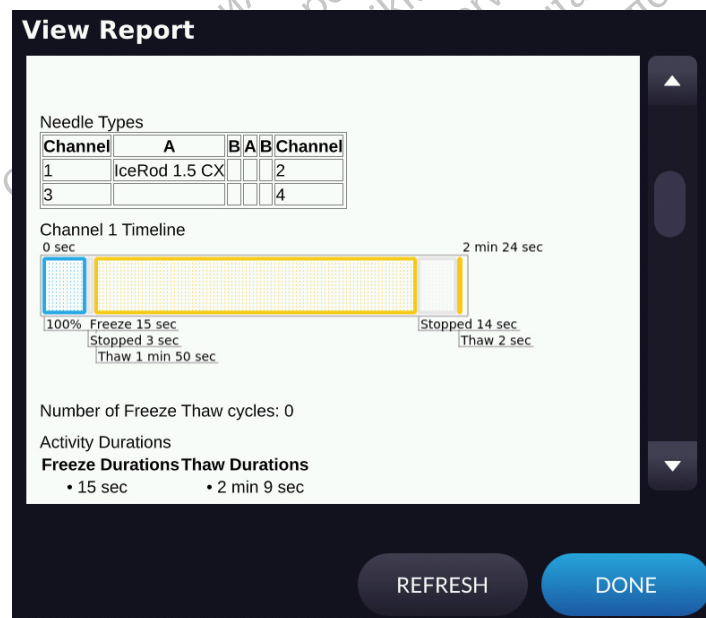 View Report
Needle Types
Channel A B A B Channel
1 IceRod 1.5 CX 2
3 4
Channel 1 Timeline
0 sec 2 min 24 sec
100% Freeze 15 sec Stopped 14 sec
Stopped 3 sec Thaw 2 sec
Thaw 1 min 50 sec
Number of Freeze Thaw cycles: 0
Activity Durations
Freeze Durations Thaw Durations
• 15 sec • 2 min 9 sec
REFRESH DONE